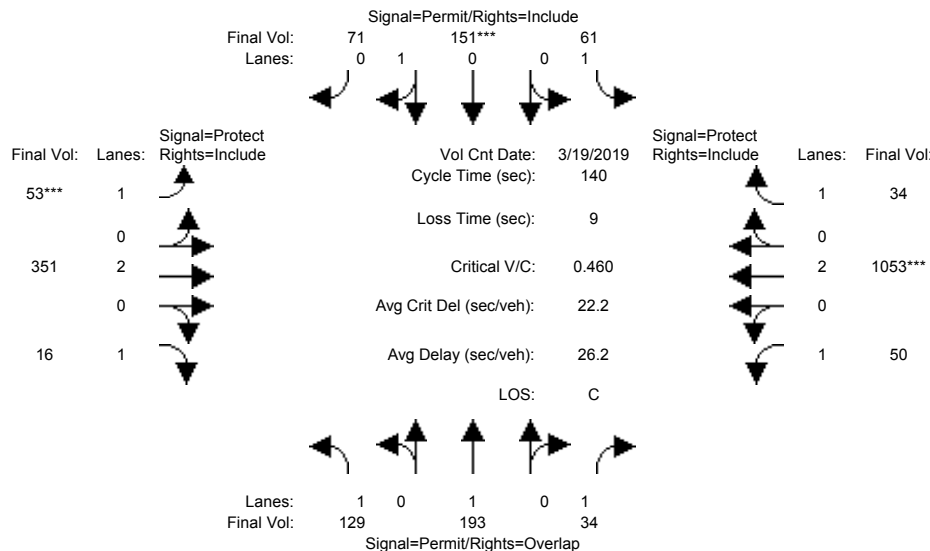 Signal=Permit/Rights=Include
Final Vol: 71 151*** 61
Lanes: 0 1 0 0 1
Signal=Protect
Final Vol: Lanes: Rights=Include
Vol Cnt Date: 3/19/2019
Signal=Protect
Rights=Include Lanes: Final Vol:
Cycle Time (sec): 140
53*** 1
1 34
Loss Time (sec): 9
0
0
351 2
Critical V/C: 0.460
2 1053***
0
Avg Crit Del (sec/veh): 22.2
0
16 1
Avg Delay (sec/veh): 26.2
1 50
LOS: C
Lanes: 1 0 1 0 1
Final Vol: 129 193 34
Signal=Permit/Rights=Overlap